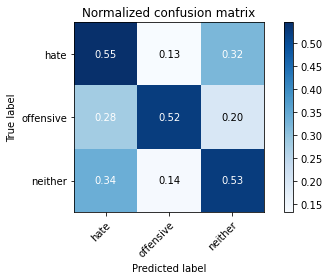 Normalized confusion matrix
True label
hate 0.55 0.13 0.32
offensive 0.28 0.52 0.20
neither 0.34 0.14 0.53
hate offensive neither
Predicted label
0.50
0.45
0.40
0.35
0.30
0.25
0.20
0.15